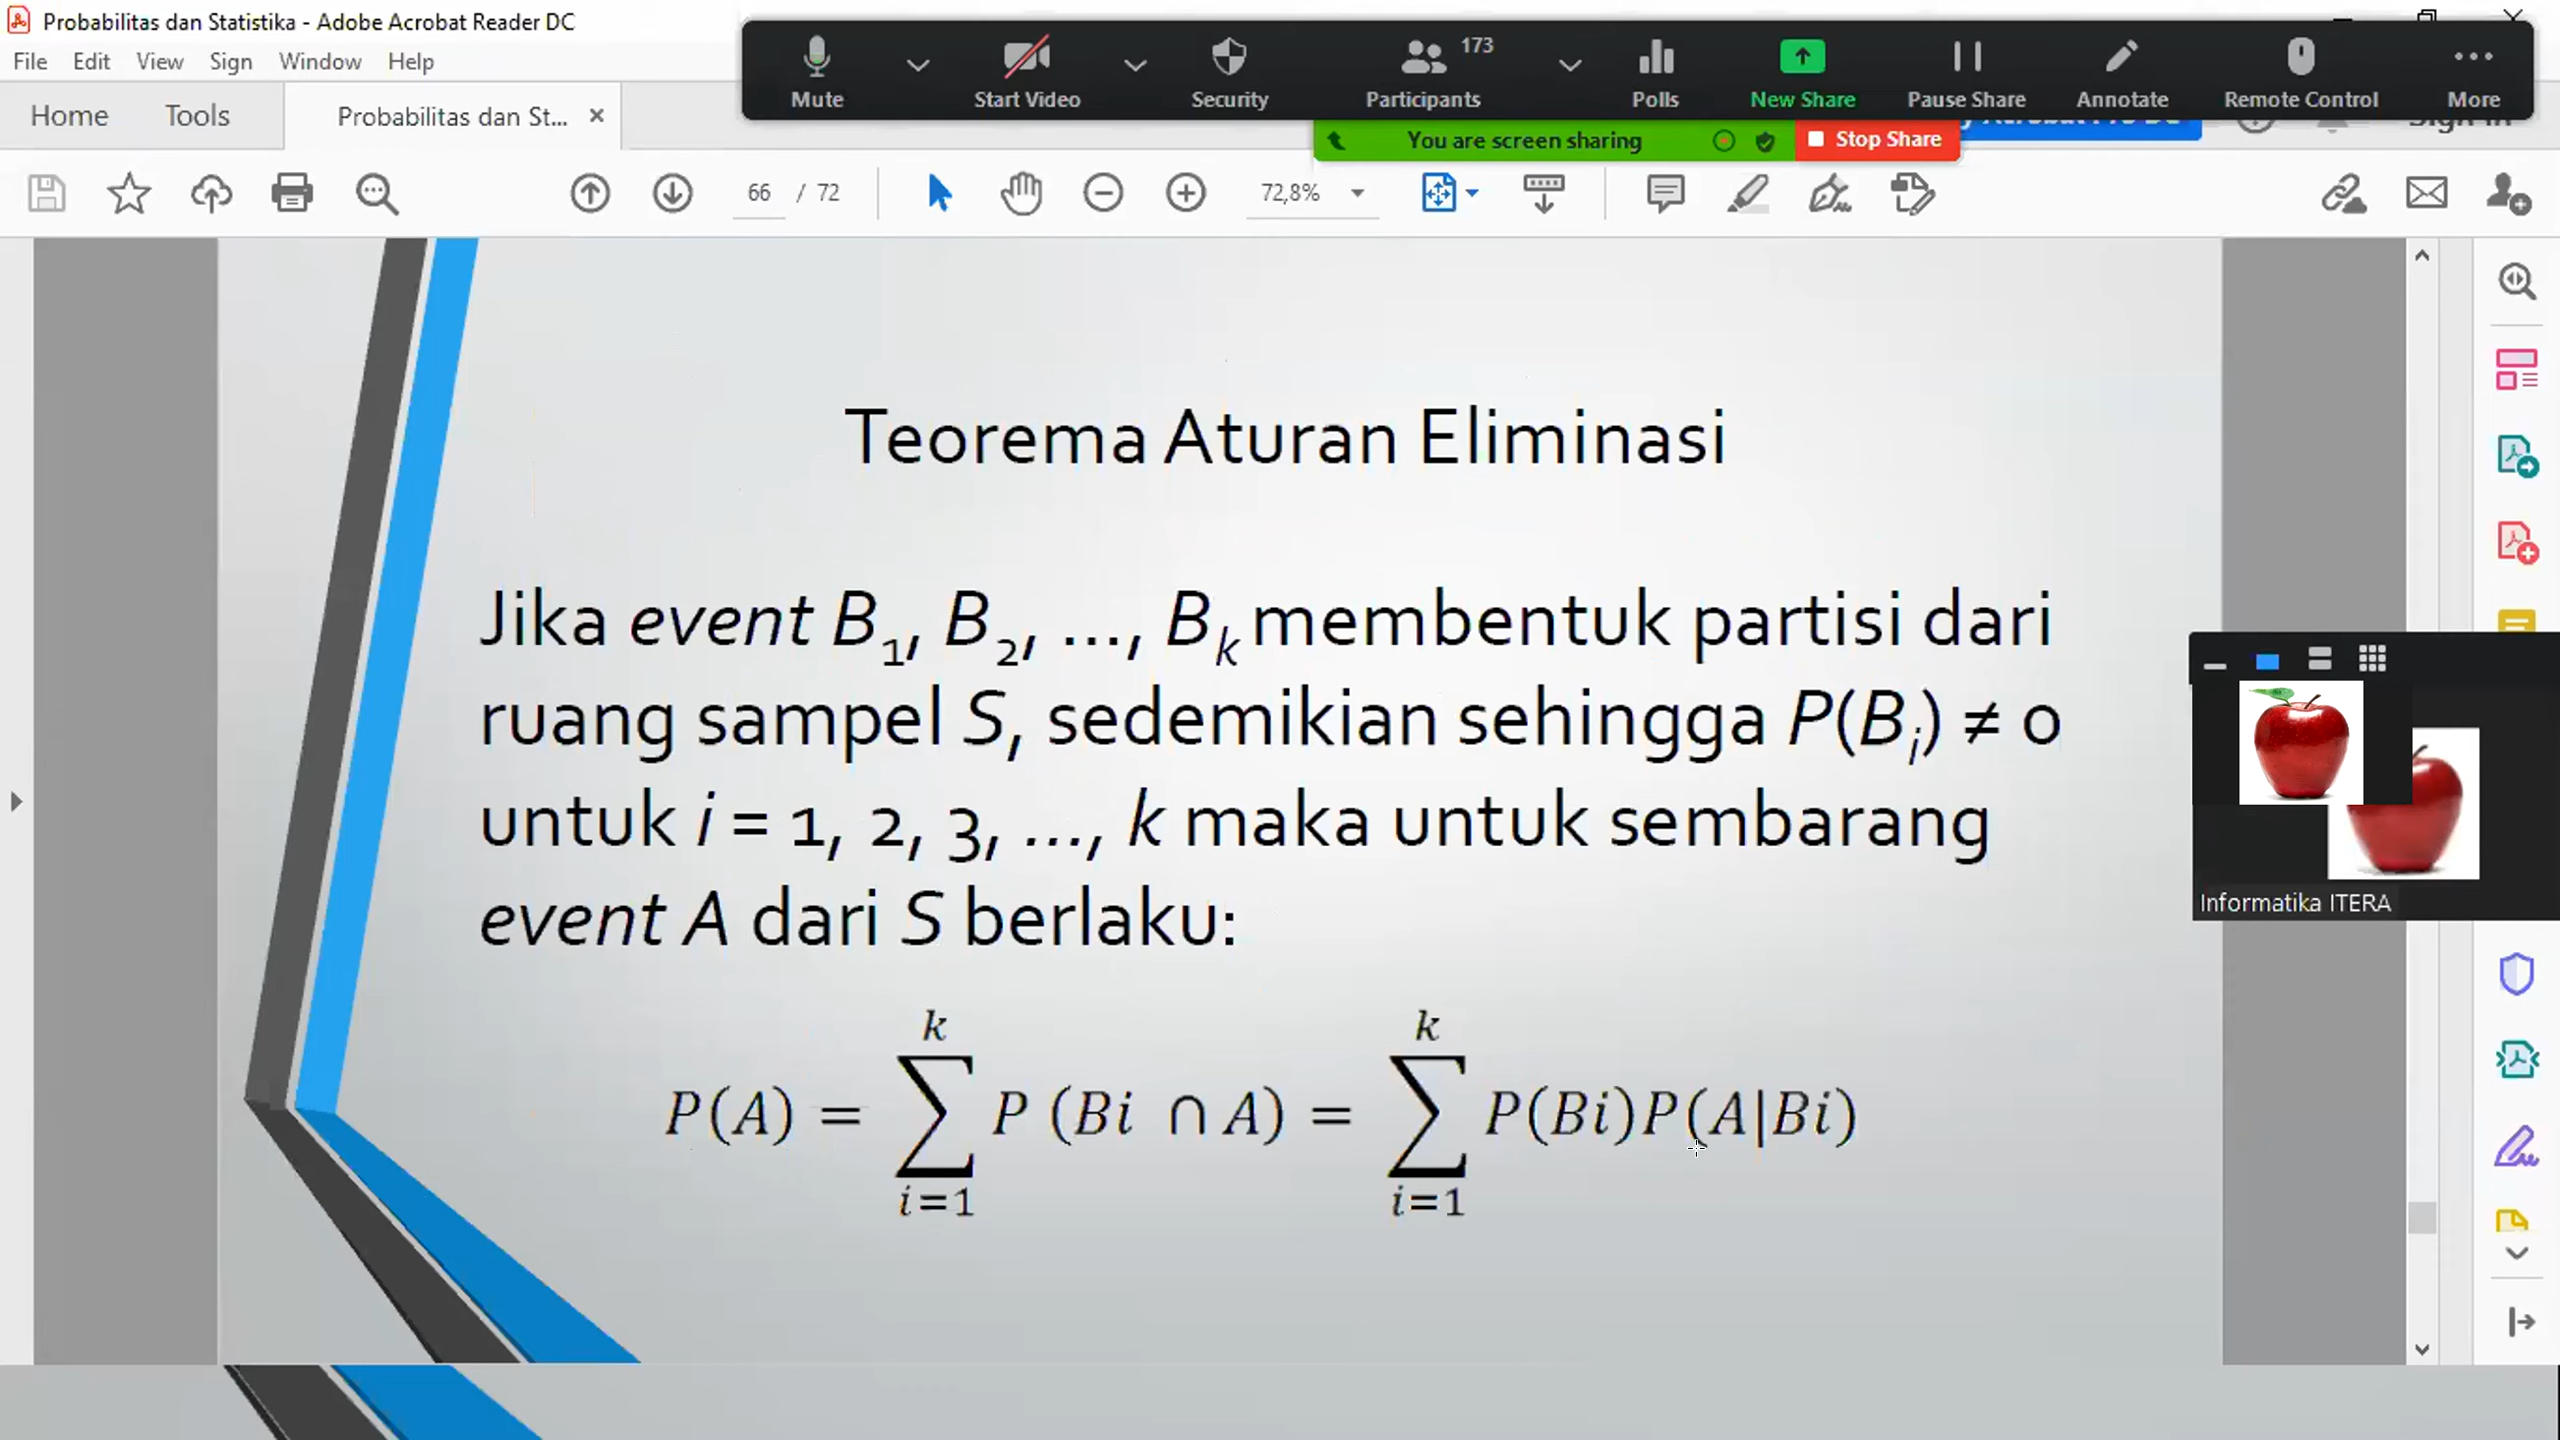 Probabilitas dan Statistika - Adobe Acrobat Reader DC
File Edit View Sign Window Help
173
Mute Start Video Security Participants Polls New Share Pause Share Annotate Remote Control More
Home Tools Probabilitas dan St...
You are screen sharing Stop Share
66 / 72 72,8%
Teorema Aturan Eliminasi
Jika event B₁, B₂, ..., Bₖ membentuk partisi dari
ruang sampel S, sedemikian sehingga P(Bᵢ) ≠ 0
untuk i = 1, 2, 3, ..., k maka untuk sembarang
event A dari S berlaku:
P(A) = ∑_{i=1}^{k} P (Bi ∩ A) = ∑_{i=1}^{k} P(Bi)P(A|Bi)
Informatika ITERA